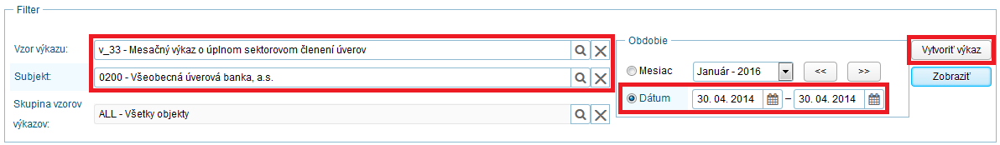 Filter
Vzor výkazu: v_33 - Mesačný výkaz o úplnom sektorovom členení úverov
Subjekt: 0200 - Všeobecná úverová banka, a.s.
Skupina vzorov
výkazov: ALL - Všetky objekty
Obdobie
Mesiac Január - 2016 << >>
Dátum 30. 04. 2014 – 30. 04. 2014
Vytvoriť výkaz
Zobraziť